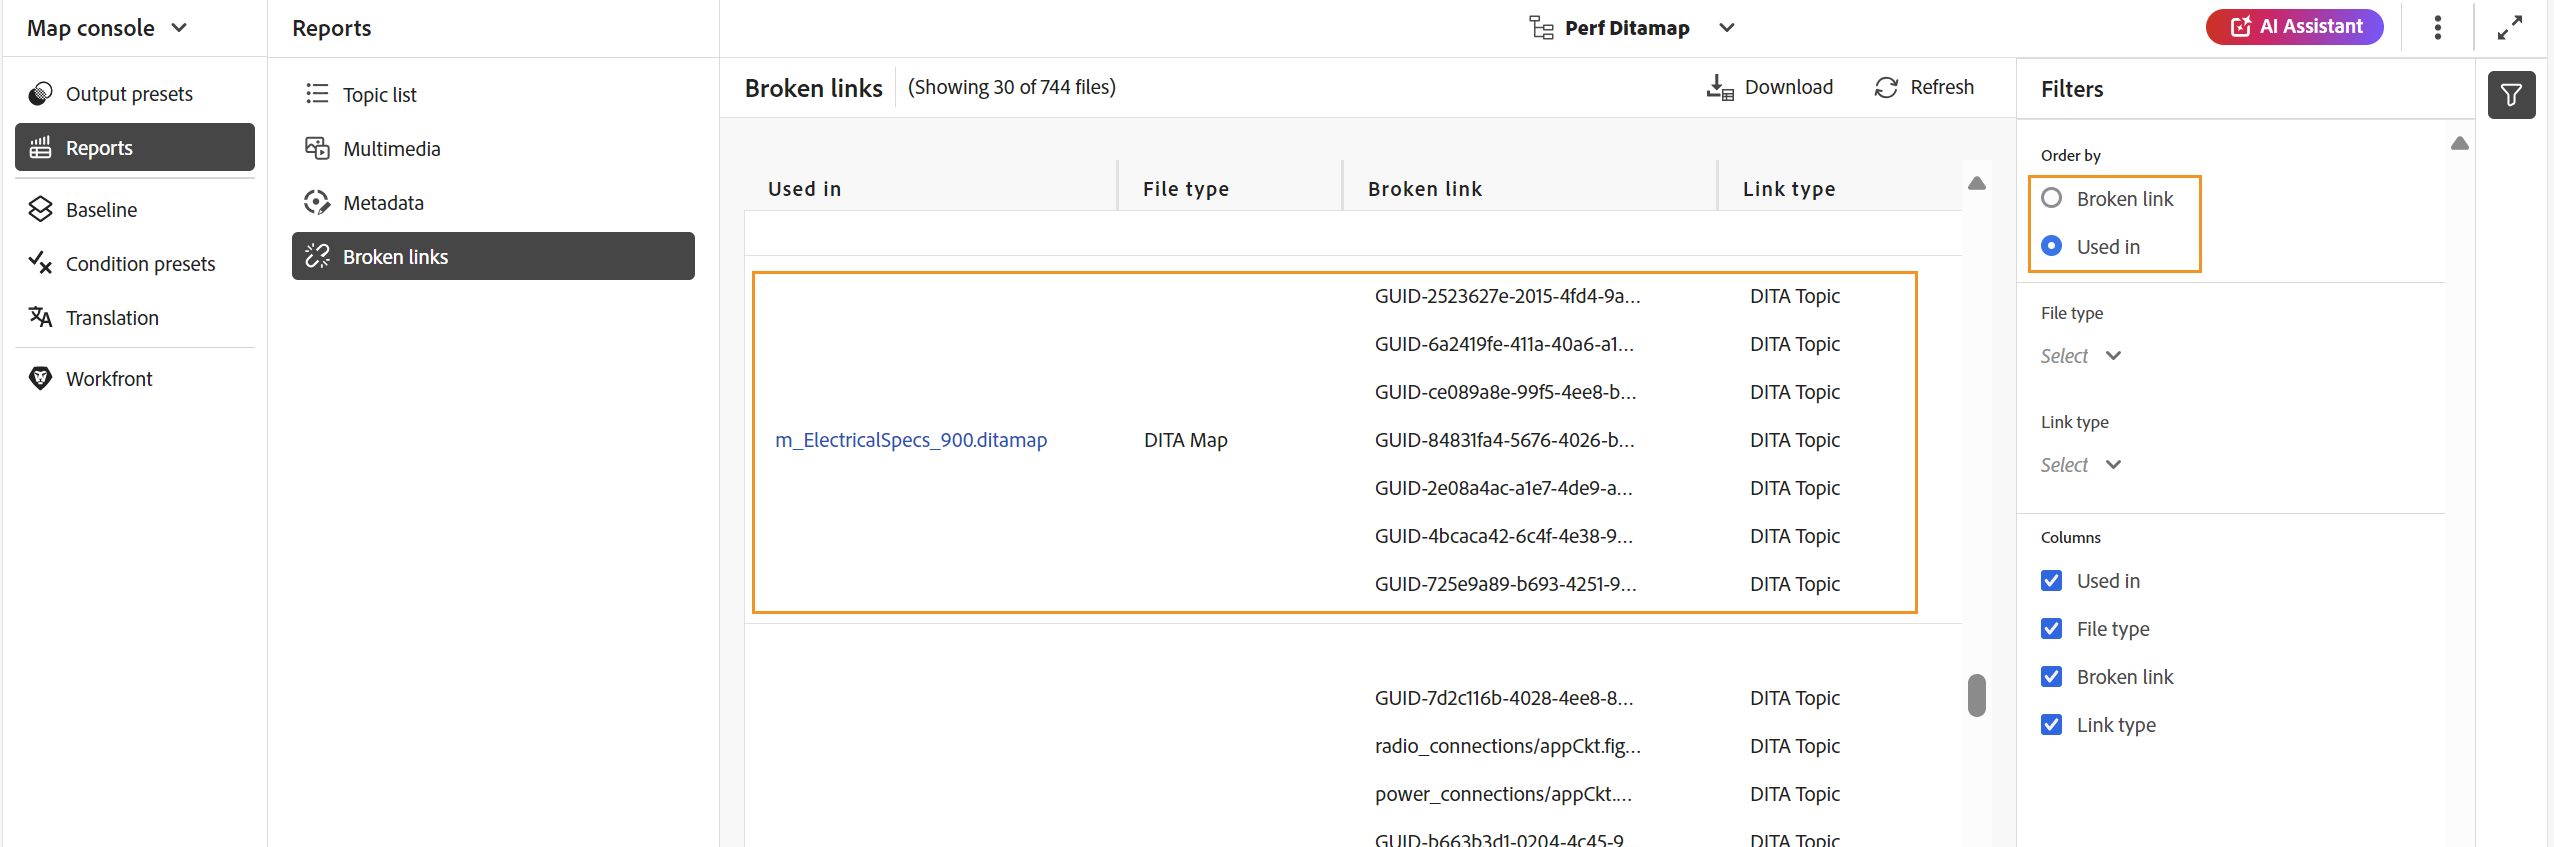 Map console
Output presets
Reports
Baseline
Condition presets
Translation
Workfront
Reports
Topic list
Multimedia
Metadata
Broken links
Perf Ditamap
AI Assistant
Broken links (Showing 30 of 744 files) Download Refresh
Used in File type Broken link Link type
GUID-2523627e-2015-4fd4-9a... DITA Topic
GUID-6a2419fe-411a-40a6-a1... DITA Topic
GUID-ce089a8e-99f5-4ee8-b... DITA Topic
m_ElectricalSpecs_900.ditamap DITA Map GUID-84831fa4-5676-4026-b... DITA Topic
GUID-2e08a4ac-a1e7-4de9-a... DITA Topic
GUID-4bcaca42-6c4f-4e38-9... DITA Topic
GUID-725e9a89-b693-4251-9... DITA Topic
GUID-7d2c116b-4028-4ee8-8... DITA Topic
radio_connections/appCkt.fig... DITA Topic
power_connections/appCkt.... DITA Topic
GUID-b663b3d1-0204-4c45-9 DITA Topic
Filters
Order by
Broken link
Used in
File type
Select
Link type
Select
Columns
Used in
File type
Broken link
Link type